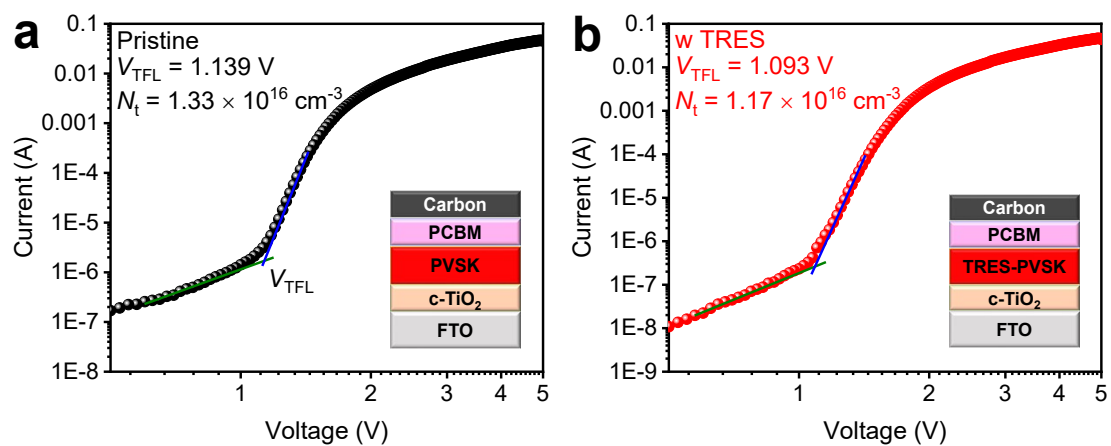 a
Pristine
V_TFL = 1.139 V
N_t = 1.33 × 10^16 cm^-3
0.1
0.01
0.001
1E-4
1E-5
1E-6
1E-7
1E-8
Current (A)
V_TFL
Carbon
PCBM
PVSK
c-TiO₂
FTO
1
2
3
4
5
Voltage (V)
b
w TRES
V_TFL = 1.093 V
N_t = 1.17 × 10^16 cm^-3
0.1
0.01
0.001
1E-4
1E-5
1E-6
1E-7
1E-8
1E-9
Current (A)
Carbon
PCBM
TRES-PVSK
c-TiO₂
FTO
1
2
3
4
5
Voltage (V)